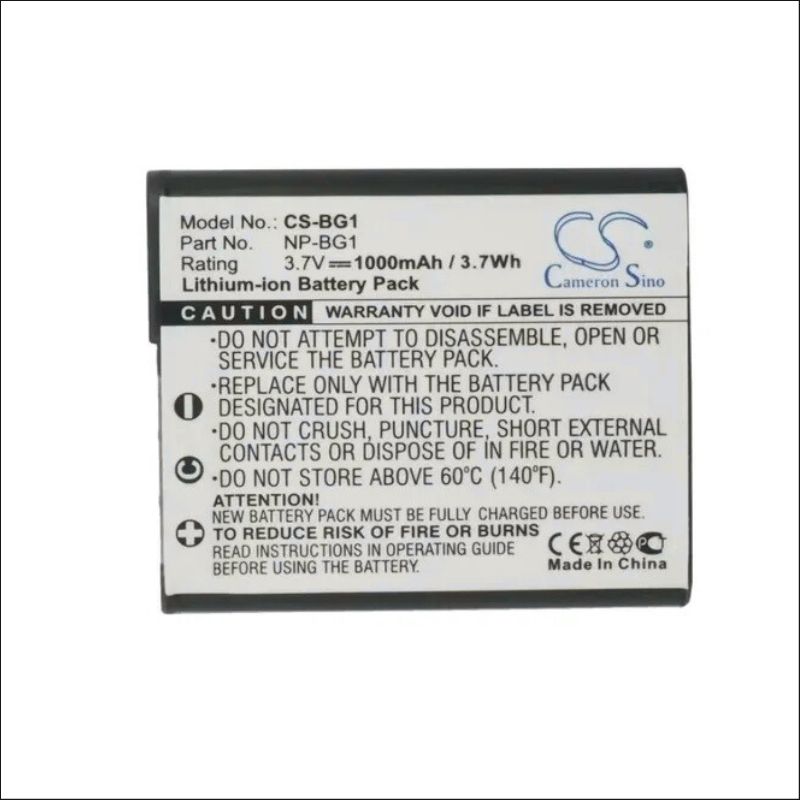 Model No.: CS-BG1
Part No. NP-BG1
Rating 3.7V 1000mAh / 3.7Wh
Lithium-ion Battery Pack
CS
Cameron Sino
CAUTION WARRANTY VOID IF LABEL IS REMOVED
•DO NOT ATTEMPT TO DISASSEMBLE, OPEN OR
SERVICE THE BATTERY PACK.
•REPLACE ONLY WITH THE BATTERY PACK
DESIGNATED FOR THIS PRODUCT.
•DO NOT CRUSH, PUNCTURE, SHORT EXTERNAL
CONTACTS OR DISPOSE OF IN FIRE OR WATER.
•DO NOT STORE ABOVE 60°C (140°F).
ATTENTION!
NEW BATTERY PACK MUST BE FULLY CHARGED BEFORE USE.
TO REDUCE RISK OF FIRE OR BURNS
READ INSTRUCTIONS IN OPERATING GUIDE
BEFORE USING BATTERY.
CE
Made In China